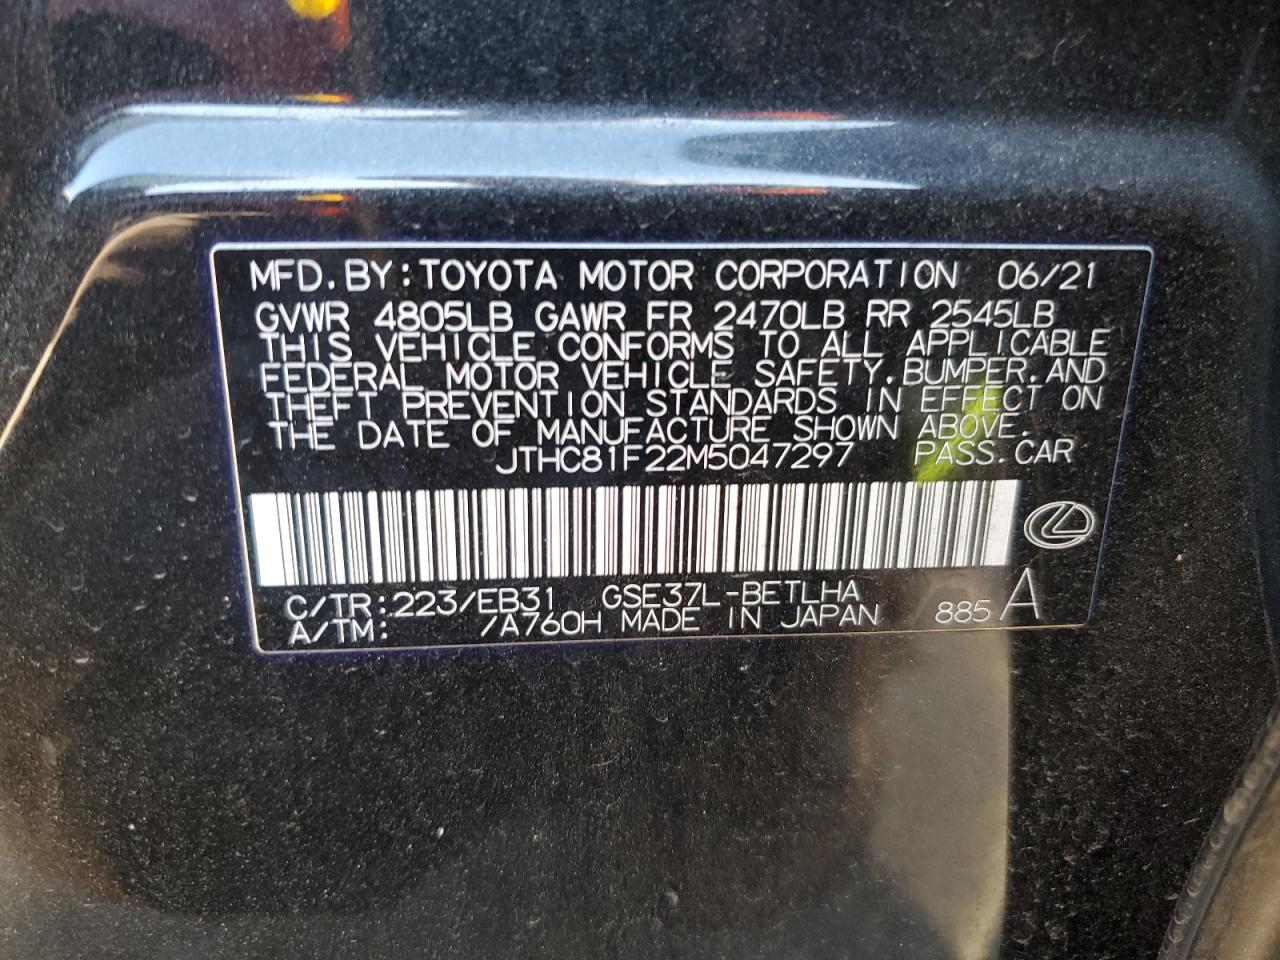 MFD.BY:TOYOTA MOTOR CORPORATION 06/21
GVWR 4805LB GAWR FR 2470LB RR 2545LB
THIS VEHICLE CONFORMS TO ALL APPLICABLE
FEDERAL MOTOR VEHICLE SAFETY,BUMPER,AND
THEFT PREVENTION STANDARDS IN EFFECT ON
THE DATE OF MANUFACTURE SHOWN ABOVE.
JTHC81F22M5047297 PASS.CAR
C/TR:223/EB31 GSE37L-BETLHA
A/TM: /A760H MADE IN JAPAN 885 A